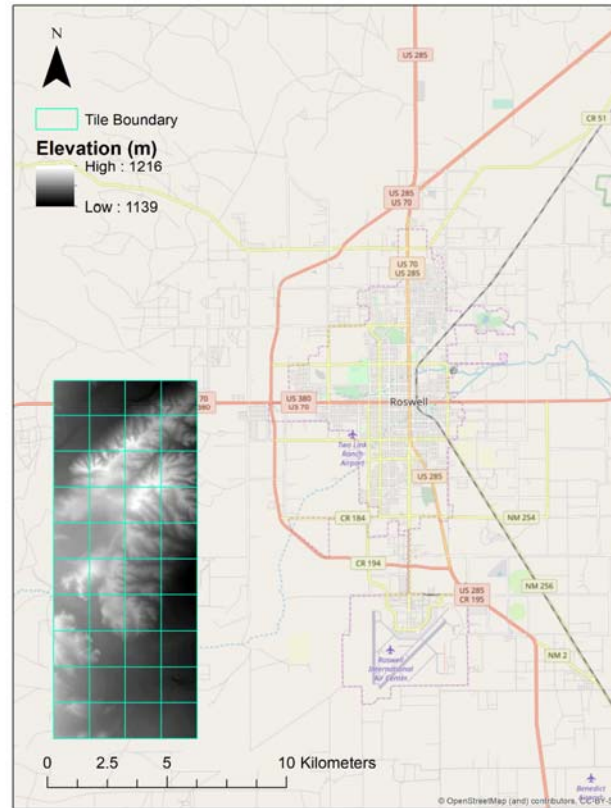 N
US 285
Tile Boundary
CR 51
Elevation (m)
High : 1216
Low : 1139
US 285
US 70
US 70
US 285
70
380
US 380
US 70
Roswell
Two Link
Ranch
Airport
US 285
CR 184
NM 254
CR 194
NM 256
US 285
CR 195
Roswell
International
Air Center
NM 2
0
2.5
5
10 Kilometers
Benedict
© OpenStreetMap (and) contributors, CC-BY-S